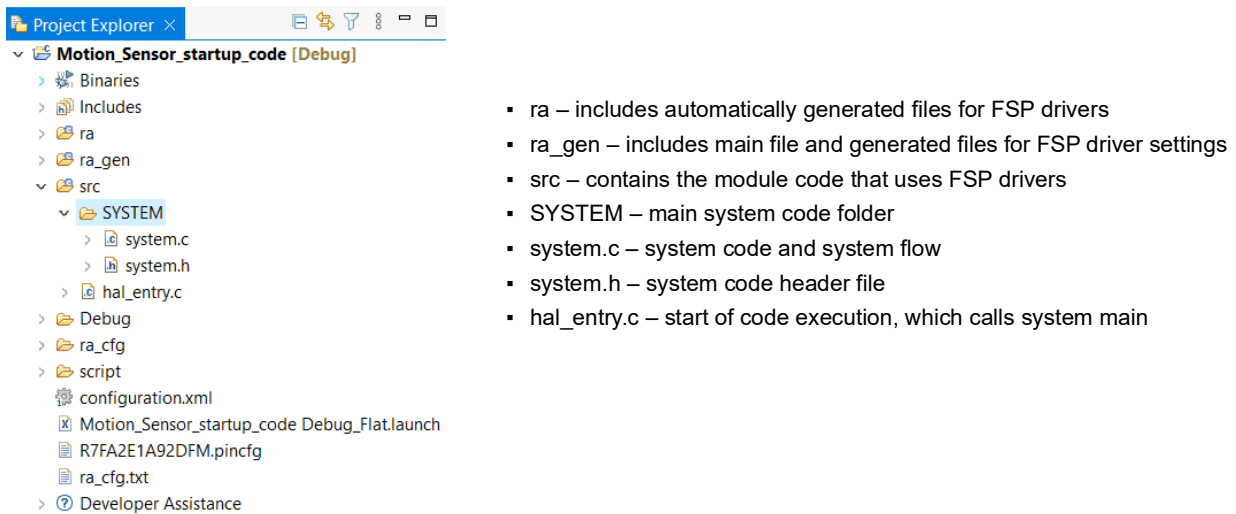 Project Explorer
Motion_Sensor_startup_code [Debug]
Binaries
Includes
ra
ra_gen
src
SYSTEM
system.c
system.h
hal_entry.c
Debug
ra_cfg
script
configuration.xml
Motion_Sensor_startup_code Debug_Flat.launch
R7FA2E1A92DFM.pincfg
ra_cfg.txt
Developer Assistance
▪ ra – includes automatically generated files for FSP drivers
▪ ra_gen – includes main file and generated files for FSP driver settings
▪ src – contains the module code that uses FSP drivers
▪ SYSTEM – main system code folder
▪ system.c – system code and system flow
▪ system.h – system code header file
▪ hal_entry.c – start of code execution, which calls system main